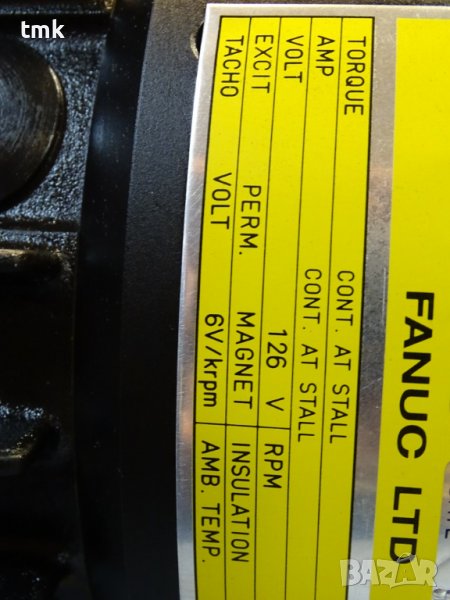 tmk
FANUC LTD
TORQUE CONT. AT STALL
AMP CONT. AT STALL
VOLT 126 V RPM
EXCIT PERM. MAGNET INSULATION
TACHO VOLT 6V/krpm AMB. TEMP.
BAZAR